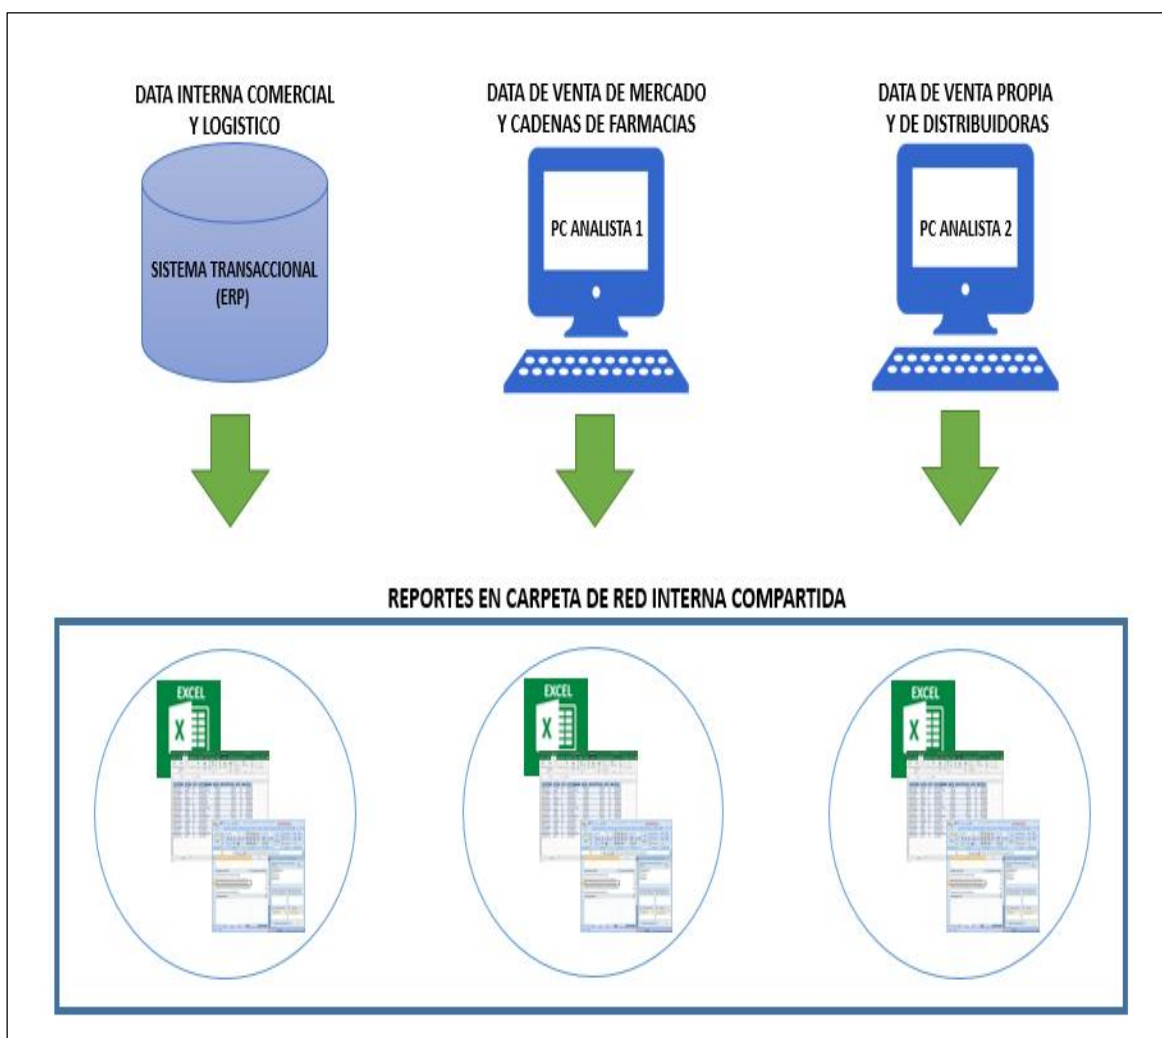 DATA INTERNA COMERCIAL
Y LOGISTICO
DATA DE VENTA DE MERCADO
Y CADENAS DE FARMACIAS
DATA DE VENTA PROPIA
Y DE DISTRIBUIDORAS
SISTEMA TRANSACCIONAL
(ERP)
PC ANALISTA 1
PC ANALISTA 2
REPORTES EN CARPETA DE RED INTERNA COMPARTIDA
EXCEL
X
EXCEL
X
EXCEL
X